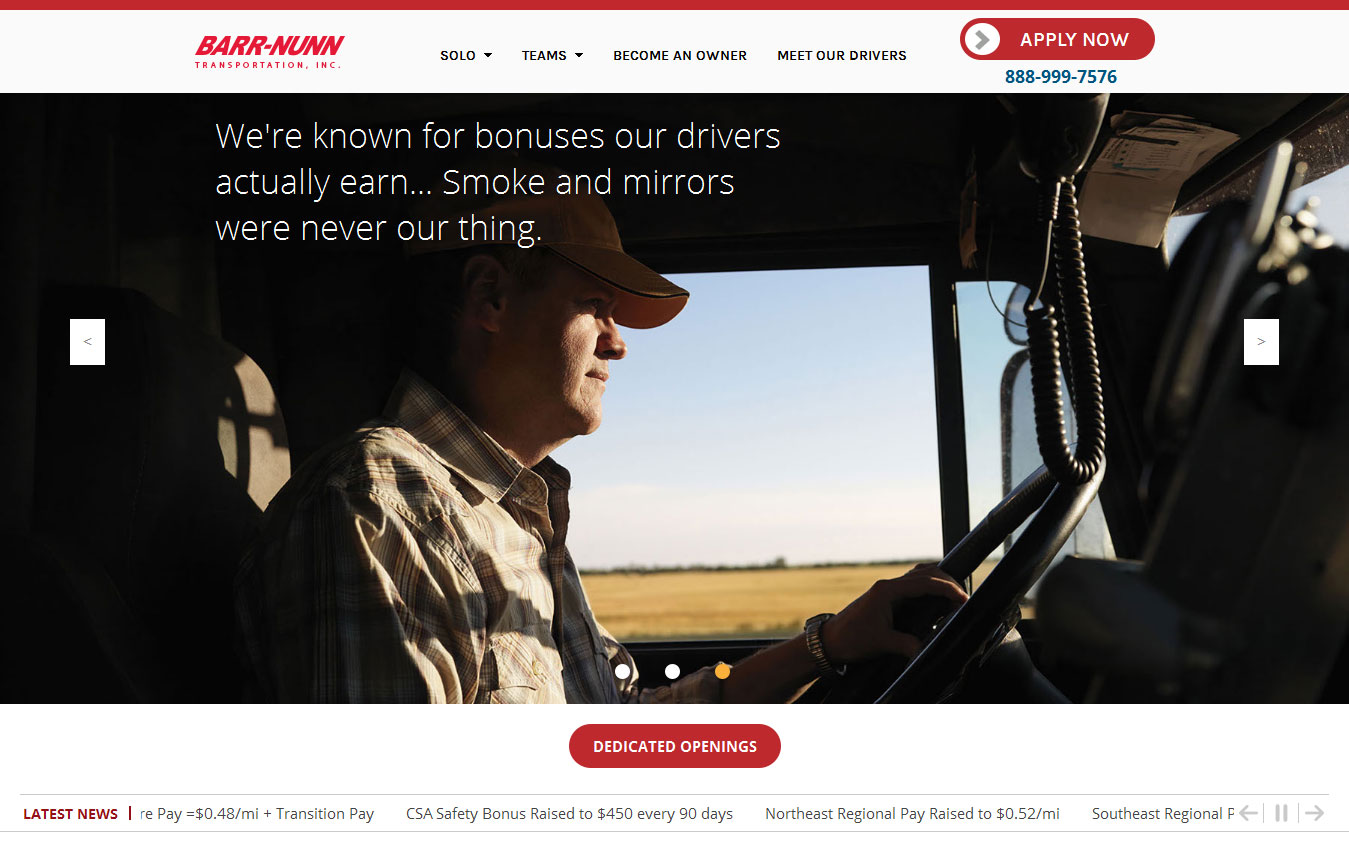 BARR-NUNN
TRANSPORTATION, INC.
SOLO
TEAMS
BECOME AN OWNER
MEET OUR DRIVERS
APPLY NOW
888-999-7576
We're known for bonuses our drivers
actually earn... Smoke and mirrors
were never our thing.
<
>
DEDICATED OPENINGS
LATEST NEWS
re Pay =$0.48/mi + Transition Pay
CSA Safety Bonus Raised to $450 every 90 days
Northeast Regional Pay Raised to $0.52/mi
Southeast Regional P